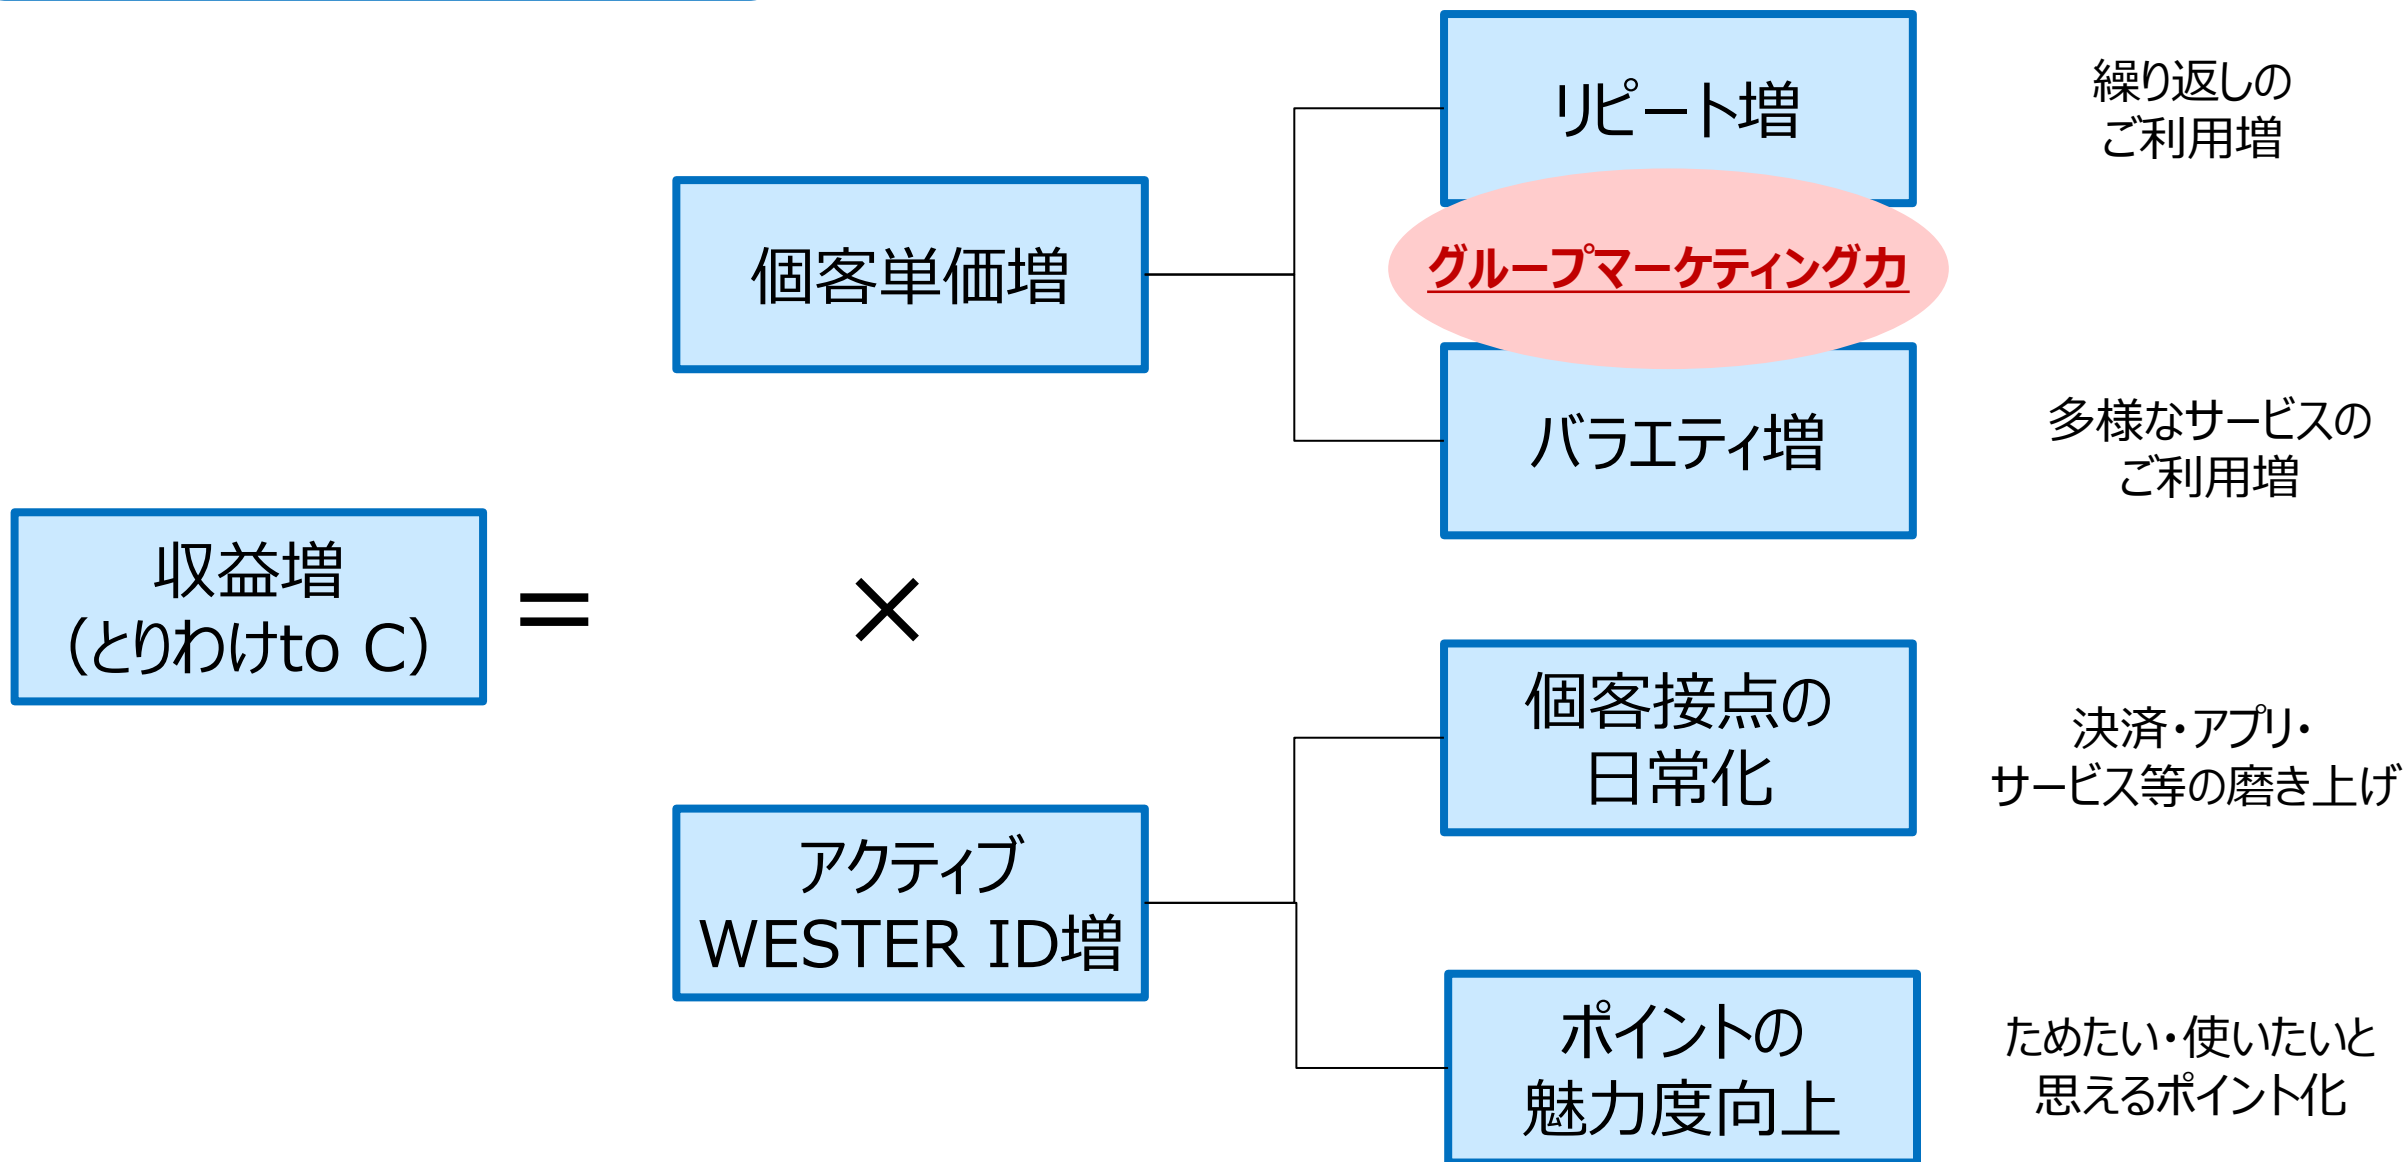 リピート増
繰り返しの
ご利用増
個客単価増
グループマーケティング力
バラエティ増
多様なサービスの
ご利用増
収益増
（とりわけto C）
＝
×
個客接点の
日常化
決済・アプリ・
サービス等の磨き上げ
アクティブ
WESTER ID増
ポイントの
魅力度向上
ためたい・使いたいと
思えるポイント化